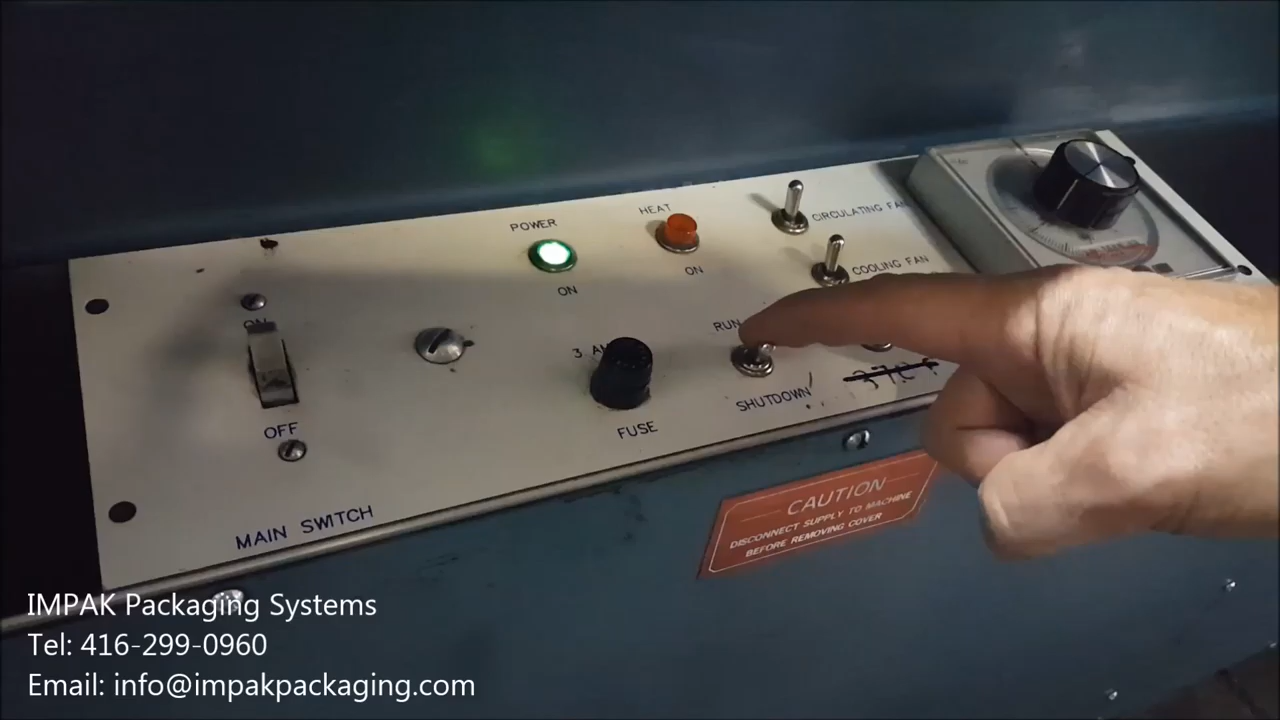 POWER
ON
HEAT
ON
CIRCULATING FAN
COOLING FAN
ON
OFF
MAIN SWITCH
3
FUSE
RUN
SHUTDOWN
CAUTION
DISCONNECT SUPPLY TO MACHINE
BEFORE REMOVING COVER
IMPAK Packaging Systems
Tel: 416-299-0960
Email: info@impakpackaging.com